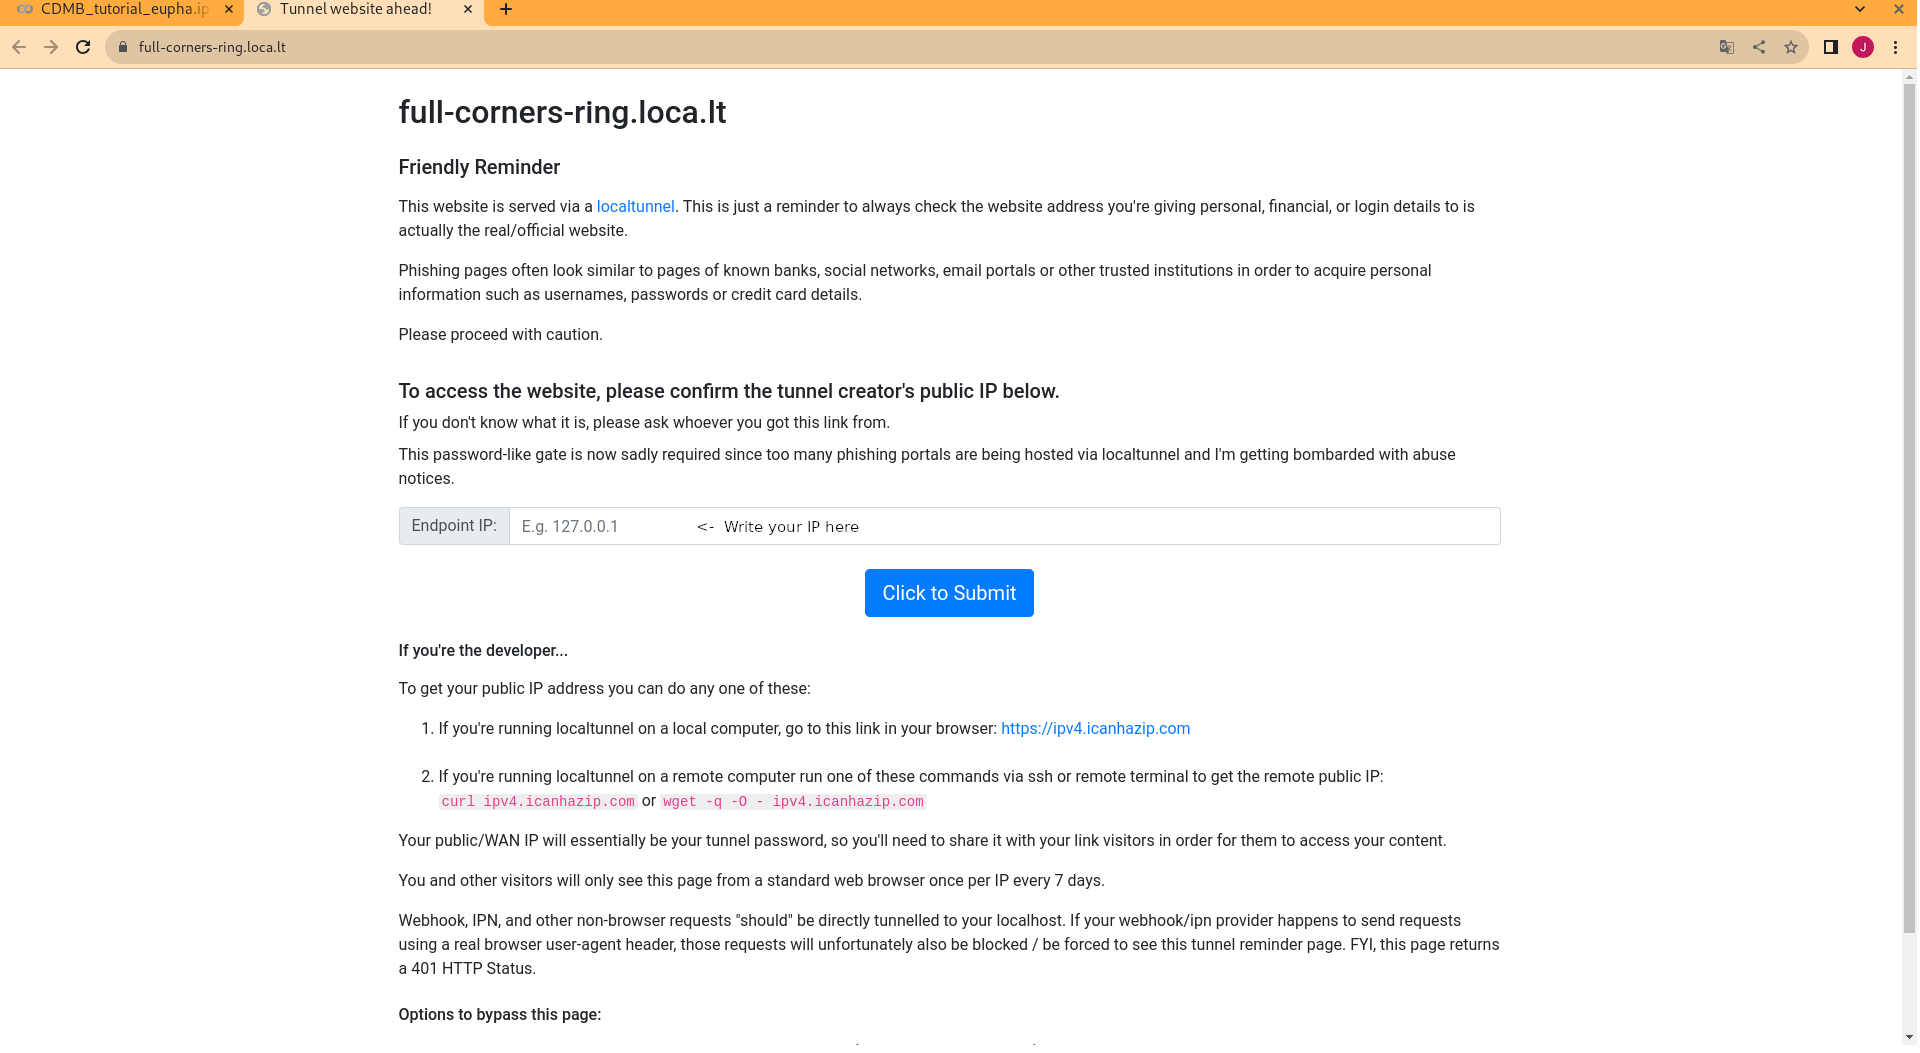 CDMB_tutorial_eupha.ip
Tunnel website ahead!
full-corners-ring.loca.lt
J
full-corners-ring.loca.lt
Friendly Reminder
This website is served via a localtunnel. This is just a reminder to always check the website address you're giving personal, financial, or login details to is
actually the real/official website.
Phishing pages often look similar to pages of known banks, social networks, email portals or other trusted institutions in order to acquire personal
information such as usernames, passwords or credit card details.
Please proceed with caution.
To access the website, please confirm the tunnel creator's public IP below.
If you don't know what it is, please ask whoever you got this link from.
This password-like gate is now sadly required since too many phishing portals are being hosted via localtunnel and I'm getting bombarded with abuse
notices.
Endpoint IP: E.g. 127.0.0.1 <- Write your IP here
Click to Submit
If you're the developer...
To get your public IP address you can do any one of these:
1. If you're running localtunnel on a local computer, go to this link in your browser: https://ipv4.icanhazip.com
2. If you're running localtunnel on a remote computer run one of these commands via ssh or remote terminal to get the remote public IP:
curl ipv4.icanhazip.com or wget -q -O - ipv4.icanhazip.com
Your public/WAN IP will essentially be your tunnel password, so you'll need to share it with your link visitors in order for them to access your content.
You and other visitors will only see this page from a standard web browser once per IP every 7 days.
Webhook, IPN, and other non-browser requests "should" be directly tunnelled to your localhost. If your webhook/ipn provider happens to send requests
using a real browser user-agent header, those requests will unfortunately also be blocked / be forced to see this tunnel reminder page. FYI, this page returns
a 401 HTTP Status.
Options to bypass this page: